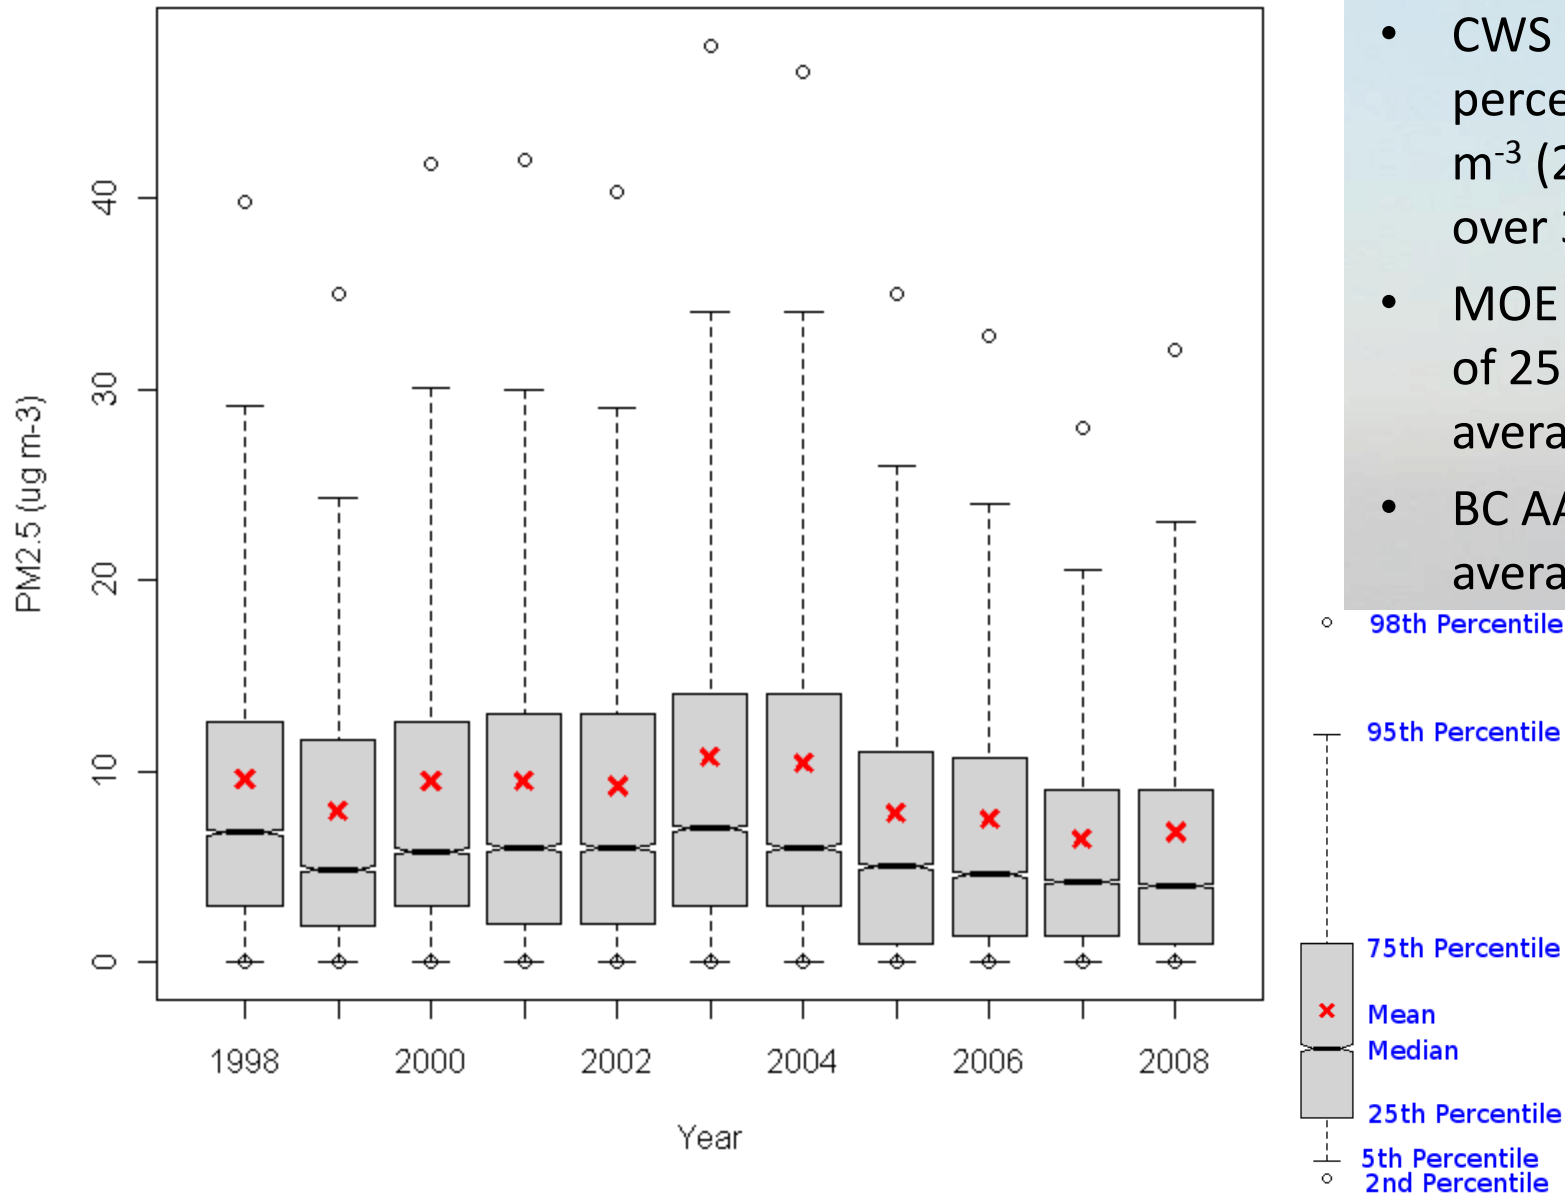 PM2.5 (ug m-3)
40
30
20
10
0
1998
2000
2002
2004
2006
2008
Year
• CWS
perce
m⁻³ (2
over
• MOE
of 25
avera
• BC AA
avera
98th Percentile
95th Percentile
75th Percentile
Mean
Median
25th Percentile
5th Percentile
2nd Percentile